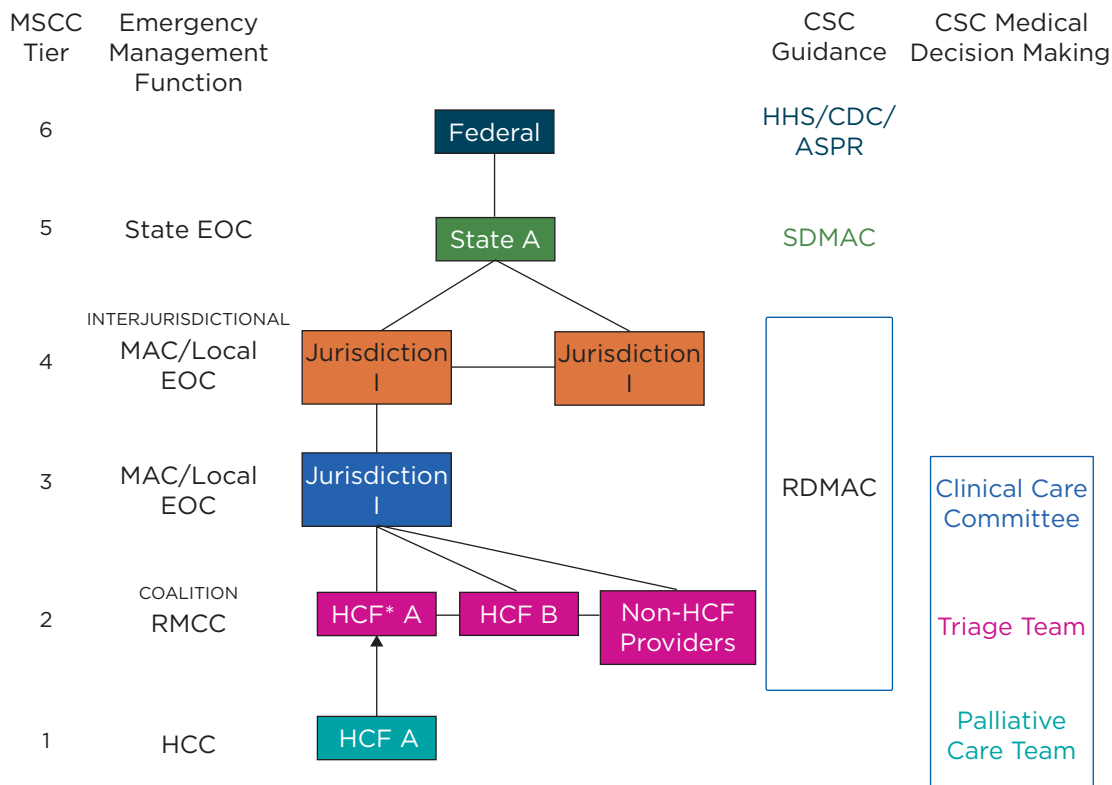 MSCC
Tier
Emergency
Management
Function
CSC
Guidance
CSC Medical
Decision Making
6
Federal
HHS/CDC/
ASPR
5
State EOC
State A
SDMAC
INTERJURISDICTIONAL
4
MAC/Local
EOC
Jurisdiction
I
Jurisdiction
I
3
MAC/Local
EOC
Jurisdiction
I
RDMAC
Clinical Care
Committee
COALITION
2
RMCC
HCF* A
HCF B
Non-HCF
Providers
Triage Team
1
HCC
HCF A
Palliative
Care Team